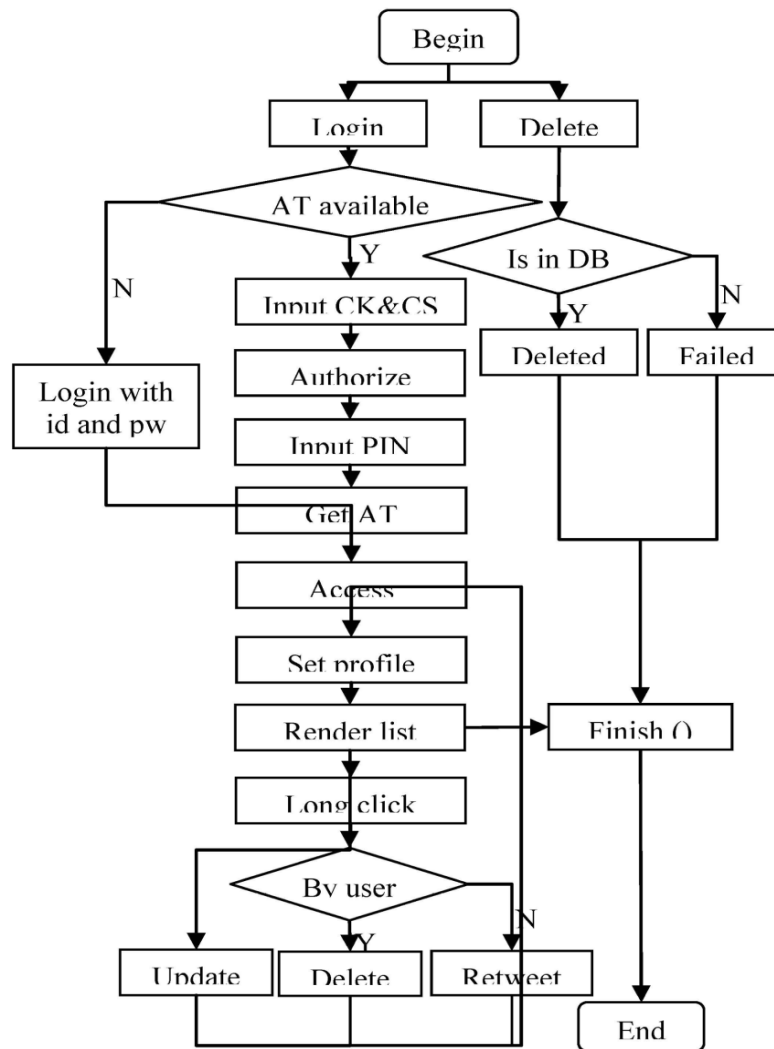 Begin
Login
Delete
AT available
Is in DB
Y
N
N
Y
Input CK&CS
Deleted
Failed
Authorize
Login with
id and pw
Input PIN
Get AT
Access
Set profile
Render list
Finish ()
Long click
By user
N
Y
Update
Delete
Retweet
End